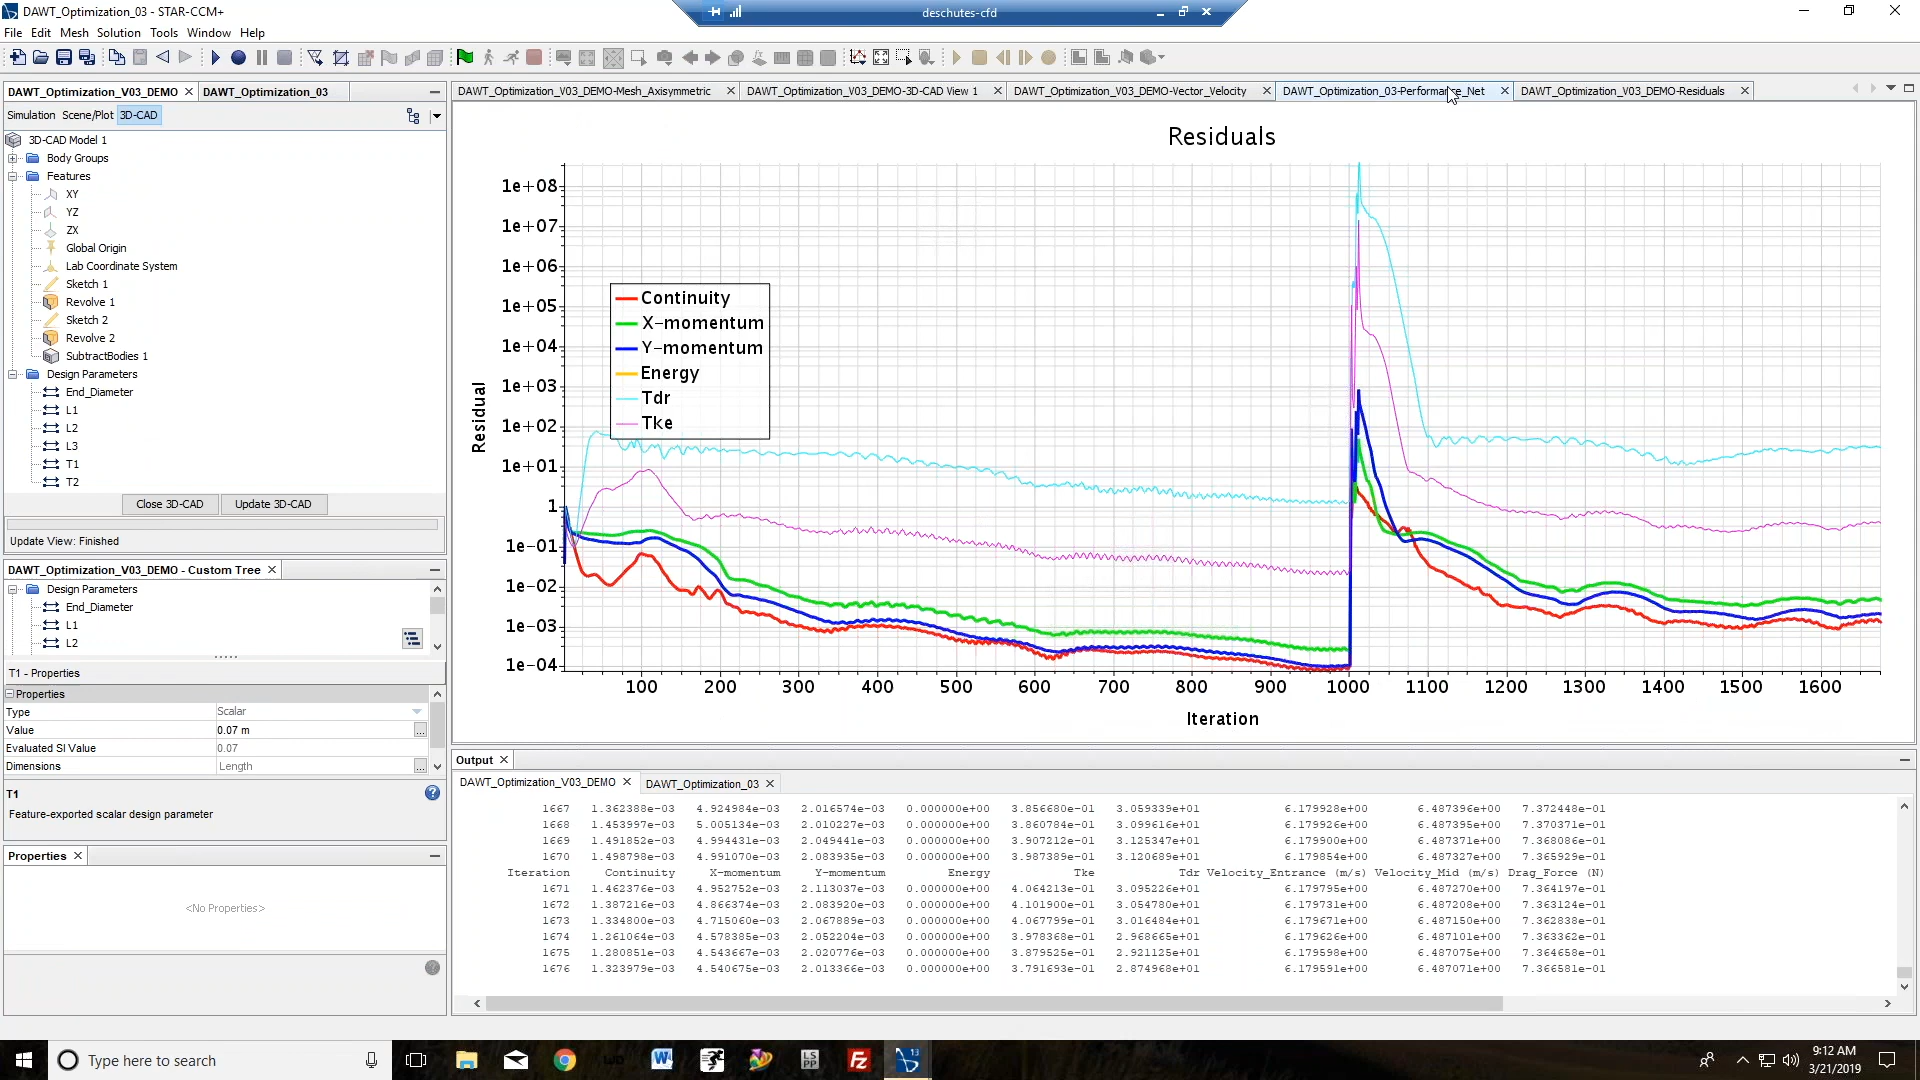 DAWT_Optimization_03 - STAR-CCM+
deschutes-cfd
File Edit Mesh Solution Tools Window Help
DAWT_Optimization_V03_DEMO DAWT_Optimization_03
DAWT_Optimization_V03_DEMO-Mesh_Axisymmetric DAWT_Optimization_V03_DEMO-3D-CAD View 1 DAWT_Optimization_V03_DEMO-Vector_Velocity DAWT_Optimization_03-Performance_Net DAWT_Optimization_V03_DEMO-Residuals
Simulation Scene/Plot 3D-CAD
3D-CAD Model 1
Body Groups
Features
XY
YZ
ZX
Global Origin
Lab Coordinate System
Sketch 1
Revolve 1
Sketch 2
Revolve 2
SubtractBodies 1
Design Parameters
End_Diameter
L1
L2
L3
T1
T2
Close 3D-CAD Update 3D-CAD
Update View: Finished
DAWT_Optimization_V03_DEMO - Custom Tree
Design Parameters
End_Diameter
L1
L2
T1 - Properties
Properties
Type Scalar
Value 0.07 m
Evaluated SI Value 0.07
Dimensions Length
T1
Feature-exported scalar design parameter
Properties
<No Properties>
Residuals
1e+08
1e+07
1e+06
1e+05
1e+04
1e+03
1e+02
1e+01
1
1e-01
1e-02
1e-03
1e-04
Residual
Continuity
X-momentum
Y-momentum
Energy
Tdr
Tke
100 200 300 400 500 600 700 800 900 1000 1100 1200 1300 1400 1500 1600
Iteration
Output
DAWT_Optimization_V03_DEMO DAWT_Optimization_03
1667 1.362388e-03 4.924984e-03 2.016574e-03 0.000000e+00 3.856680e-01 3.059339e+01 6.179928e+00 6.487396e+00 7.372448e-01
1668 1.453997e-03 5.005134e-03 2.010227e-03 0.000000e+00 3.860784e-01 3.099616e+01 6.179926e+00 6.487395e+00 7.370371e-01
1669 1.491852e-03 4.994431e-03 2.049441e-03 0.000000e+00 3.907212e-01 3.125347e+01 6.179900e+00 6.487371e+00 7.368086e-01
1670 1.498798e-03 4.991070e-03 2.083935e-03 0.000000e+00 3.987389e-01 3.120689e+01 6.179854e+00 6.487327e+00 7.365929e-01
Iteration Continuity X-momentum Y-momentum Energy Tke Tdr Velocity_Entrance (m/s) Velocity_Mid (m/s) Drag_Force (N)
1671 1.462376e-03 4.952752e-03 2.113037e-03 0.000000e+00 4.064213e-01 3.095226e+01 6.179795e+00 6.487270e+00 7.364197e-01
1672 1.387216e-03 4.866374e-03 2.083920e-03 0.000000e+00 4.101900e-01 3.054780e+01 6.179731e+00 6.487208e+00 7.363124e-01
1673 1.334800e-03 4.715060e-03 2.067889e-03 0.000000e+00 4.067799e-01 3.016484e+01 6.179671e+00 6.487150e+00 7.362838e-01
1674 1.261064e-03 4.578385e-03 2.052204e-03 0.000000e+00 3.978368e-01 2.968665e+01 6.179626e+00 6.487101e+00 7.363362e-01
1675 1.280851e-03 4.543667e-03 2.020776e-03 0.000000e+00 3.879525e-01 2.921125e+01 6.179598e+00 6.487075e+00 7.364658e-01
1676 1.323979e-03 4.540675e-03 2.013366e-03 0.000000e+00 3.791693e-01 2.874968e+01 6.179591e+00 6.487071e+00 7.366581e-01
Type here to search
LS
PP
Fz
13
9:12 AM
3/21/2019